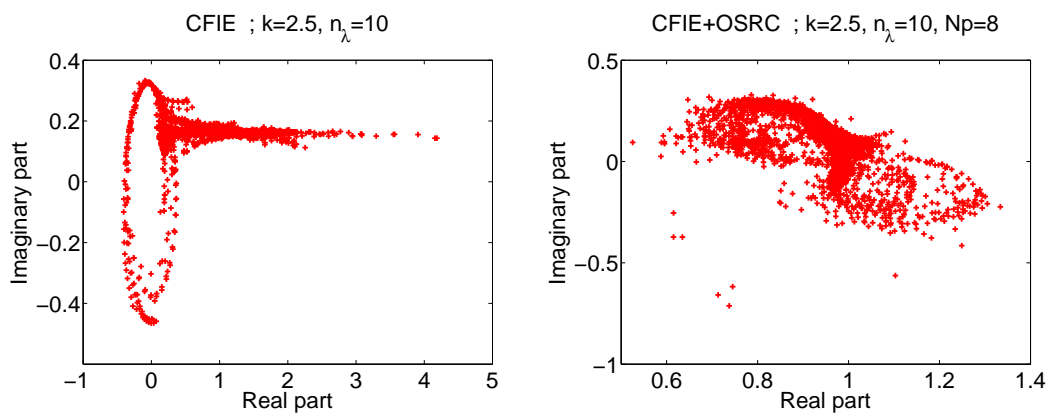 CFIE ; k=2.5, nλ=10
0.4
0.2
0
−0.2
−0.4
−1 0 1 2 3 4 5
Imaginary part
Real part
CFIE+OSRC ; k=2.5, nλ=10, Np=8
0.5
0
−0.5
−1
0.6 0.8 1 1.2 1.4
Imaginary part
Real part